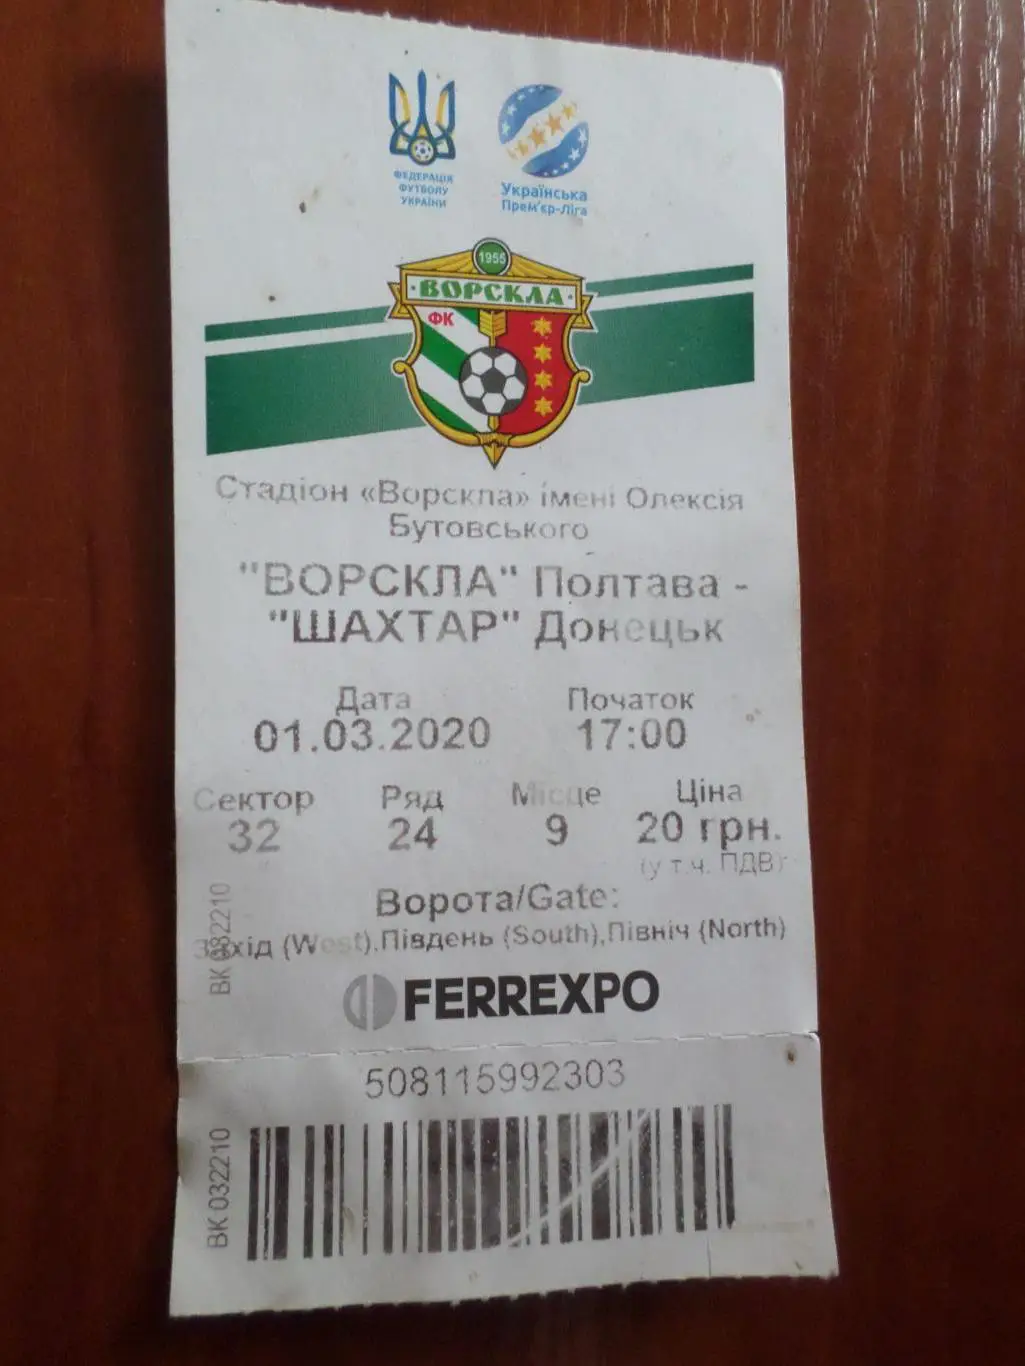 ФЕДЕРАЦІЯ
ФУТБОЛУ
УКРАЇНИ
Українська
Прем'єр-Ліга
1955
·ВОРСКЛА·
ФК
Стадіон «Ворскла» імені Олексія
Бутовського
"ВОРСКЛА" Полтава -
"ШАХТАР" Донецьк
Дата Початок
01.03.2020 17:00
Сектор Ряд Місце Ціна
32 24 9 20 грн.
(у т.ч. ПДВ)
Ворота/Gate:
Захід (West),Південь (South),Північ (North)
ВК 032210
FERREXPO
508115992303
ВК 032210